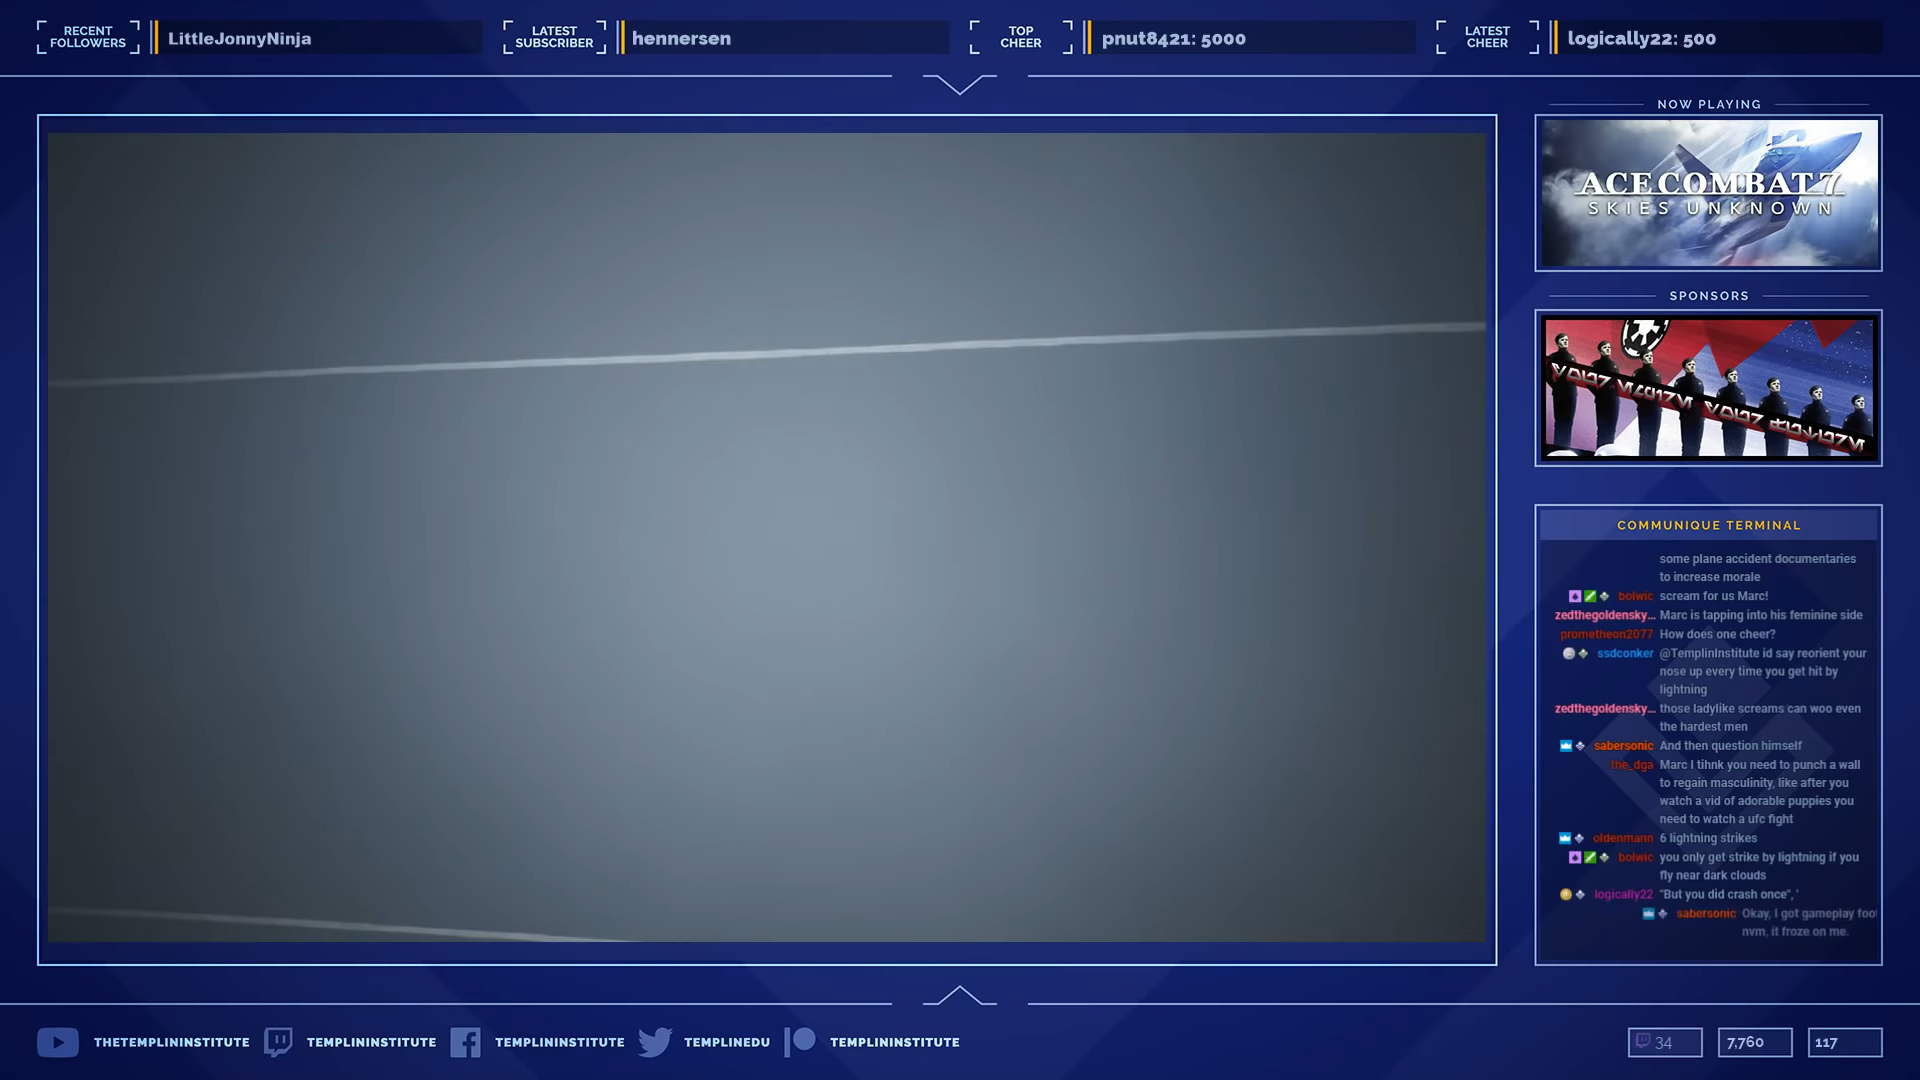 RECENT
FOLLOWERS
LittleJonnyNinja
LATEST
SUBSCRIBER
hennersen
TOP
CHEER
pnut8421: 5000
LATEST
CHEER
logically22: 500
NOW PLAYING
ACE COMBAT 7
SKIES UNKNOWN
SPONSORS
COMMUNIQUE TERMINAL
some plane accident documentaries
to increase morale
bolwic scream for us Marc!
zedthegoldensky... Marc is tapping into his feminine side
prometheon2077 How does one cheer?
ssdconker @TemplinInstitute id say reorient your
nose up every time you get hit by
lightning
zedthegoldensky... those ladylike screams can woo even
the hardest men
sabersonic And then question himself
the_dga Marc I tihnk you need to punch a wall
to regain masculinity, like after you
watch a vid of adorable puppies you
need to watch a ufc fight
oldenmann 6 lightning strikes
bolwic you only get strike by lightning if you
fly near dark clouds
logically22 "But you did crash once", '
sabersonic Okay, I got gameplay foo
nvm, it froze on me.
THETEMPLININSTITUTE
TEMPLININSTITUTE
TEMPLININSTITUTE
TEMPLINEDU
TEMPLININSTITUTE
34
7,760
117